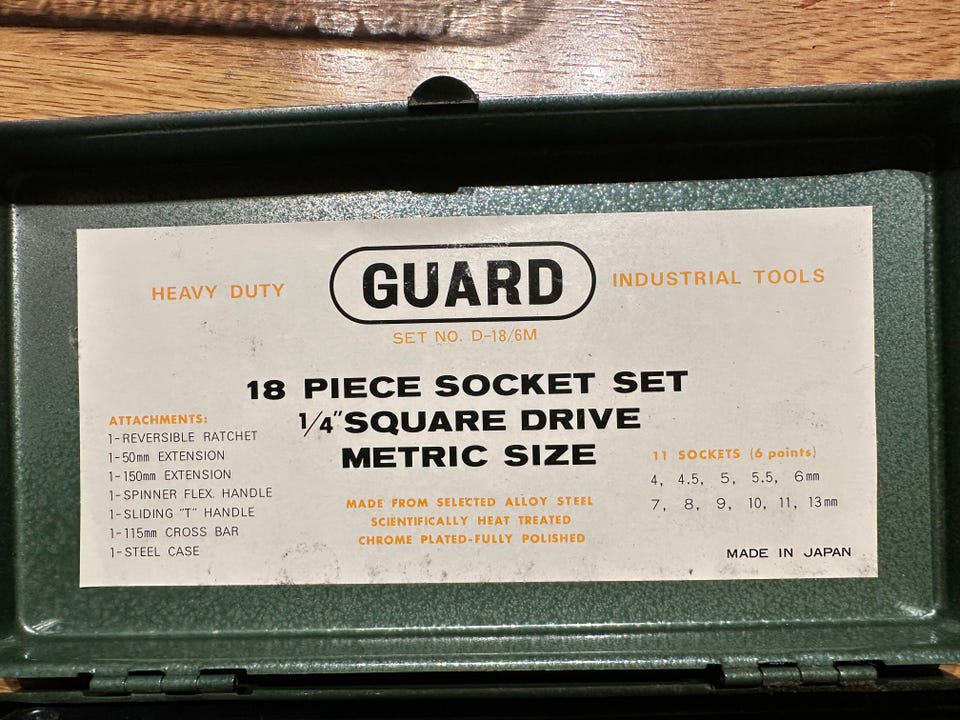 HEAVY DUTY
GUARD
INDUSTRIAL TOOLS
SET NO. D-18/6M
18 PIECE SOCKET SET
1/4" SQUARE DRIVE
METRIC SIZE
ATTACHMENTS:
1-REVERSIBLE RATCHET
1-50mm EXTENSION
1-150mm EXTENSION
1-SPINNER FLEX. HANDLE
1-SLIDING "T" HANDLE
1-115mm CROSS BAR
1-STEEL CASE
MADE FROM SELECTED ALLOY STEEL
SCIENTIFICALLY HEAT TREATED
CHROME PLATED-FULLY POLISHED
11 SOCKETS (6 points)
4, 4.5, 5, 5.5, 6mm
7, 8, 9, 10, 11, 13mm
MADE IN JAPAN